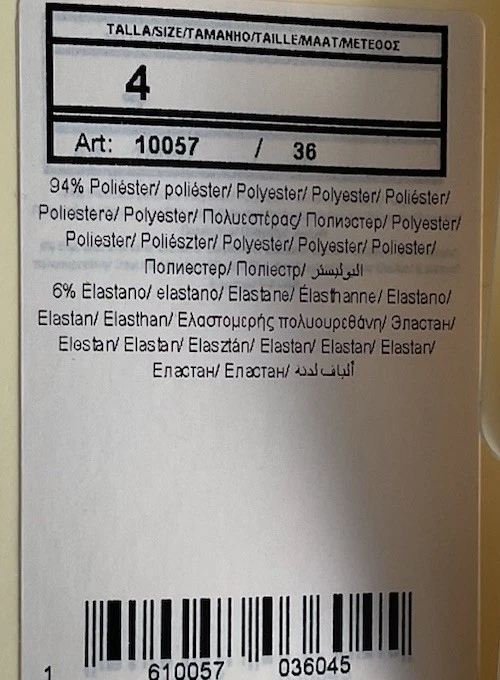 TALLA/SIZE/TAMANHO/TAILLE/MAAT/ΜΕΤΕΘΟΣ
4
Art: 10057 / 36
94% Poliéster/ poliéster/ Polyester/ Polyester/ Poliéster/
Poliestere/ Polyester/ Πολυεστέρας/ Полиэстер/ Polyester/
Poliester/ Poliészter/ Polyester/ Polyester/ Poliester/
Полиестер/ Поліестр/ البوليستر
6% Elastano/ elastano/ Elastane/ Élasthanne/ Elastano/
Elastan/ Elasthan/ Ελαστομερής πολυουρεθάνη/ Эластан/
Elastan/ Elastan/ Elasztán/ Elastan/ Elastan/ Elastan/
Еластан/ Еластан/ ألياف لدنة
1 610057 036045